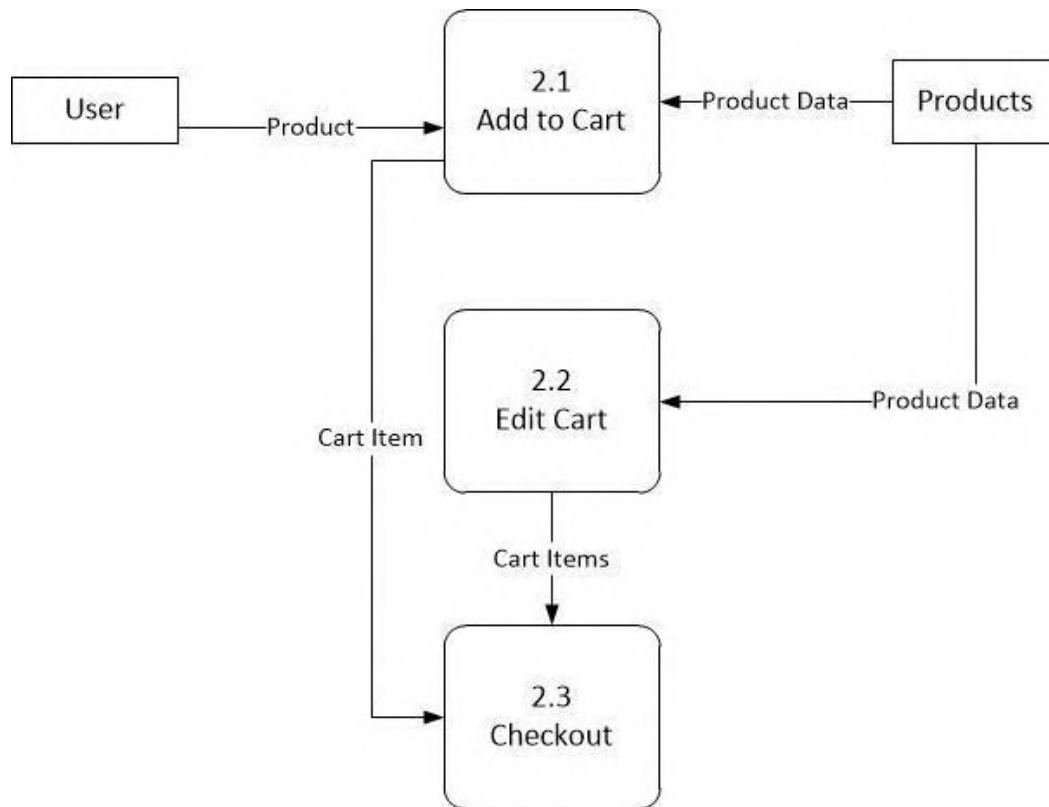 2.1
Add to Cart
User
Product
Product Data
Products
2.2
Edit Cart
Product Data
Cart Item
Cart Items
2.3
Checkout